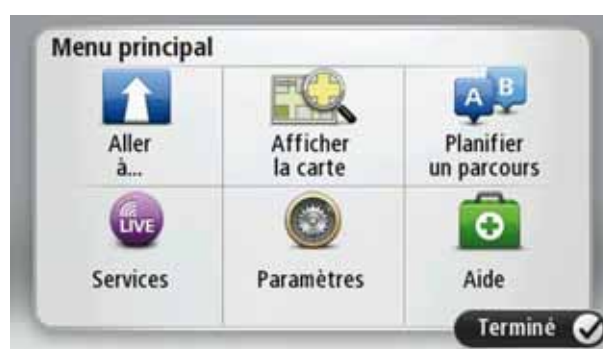 Menu principal
Aller
à...
Afficher
la carte
Planifier
un parcours
A
B
LIVE
Services
Paramètres
Aide
Terminé